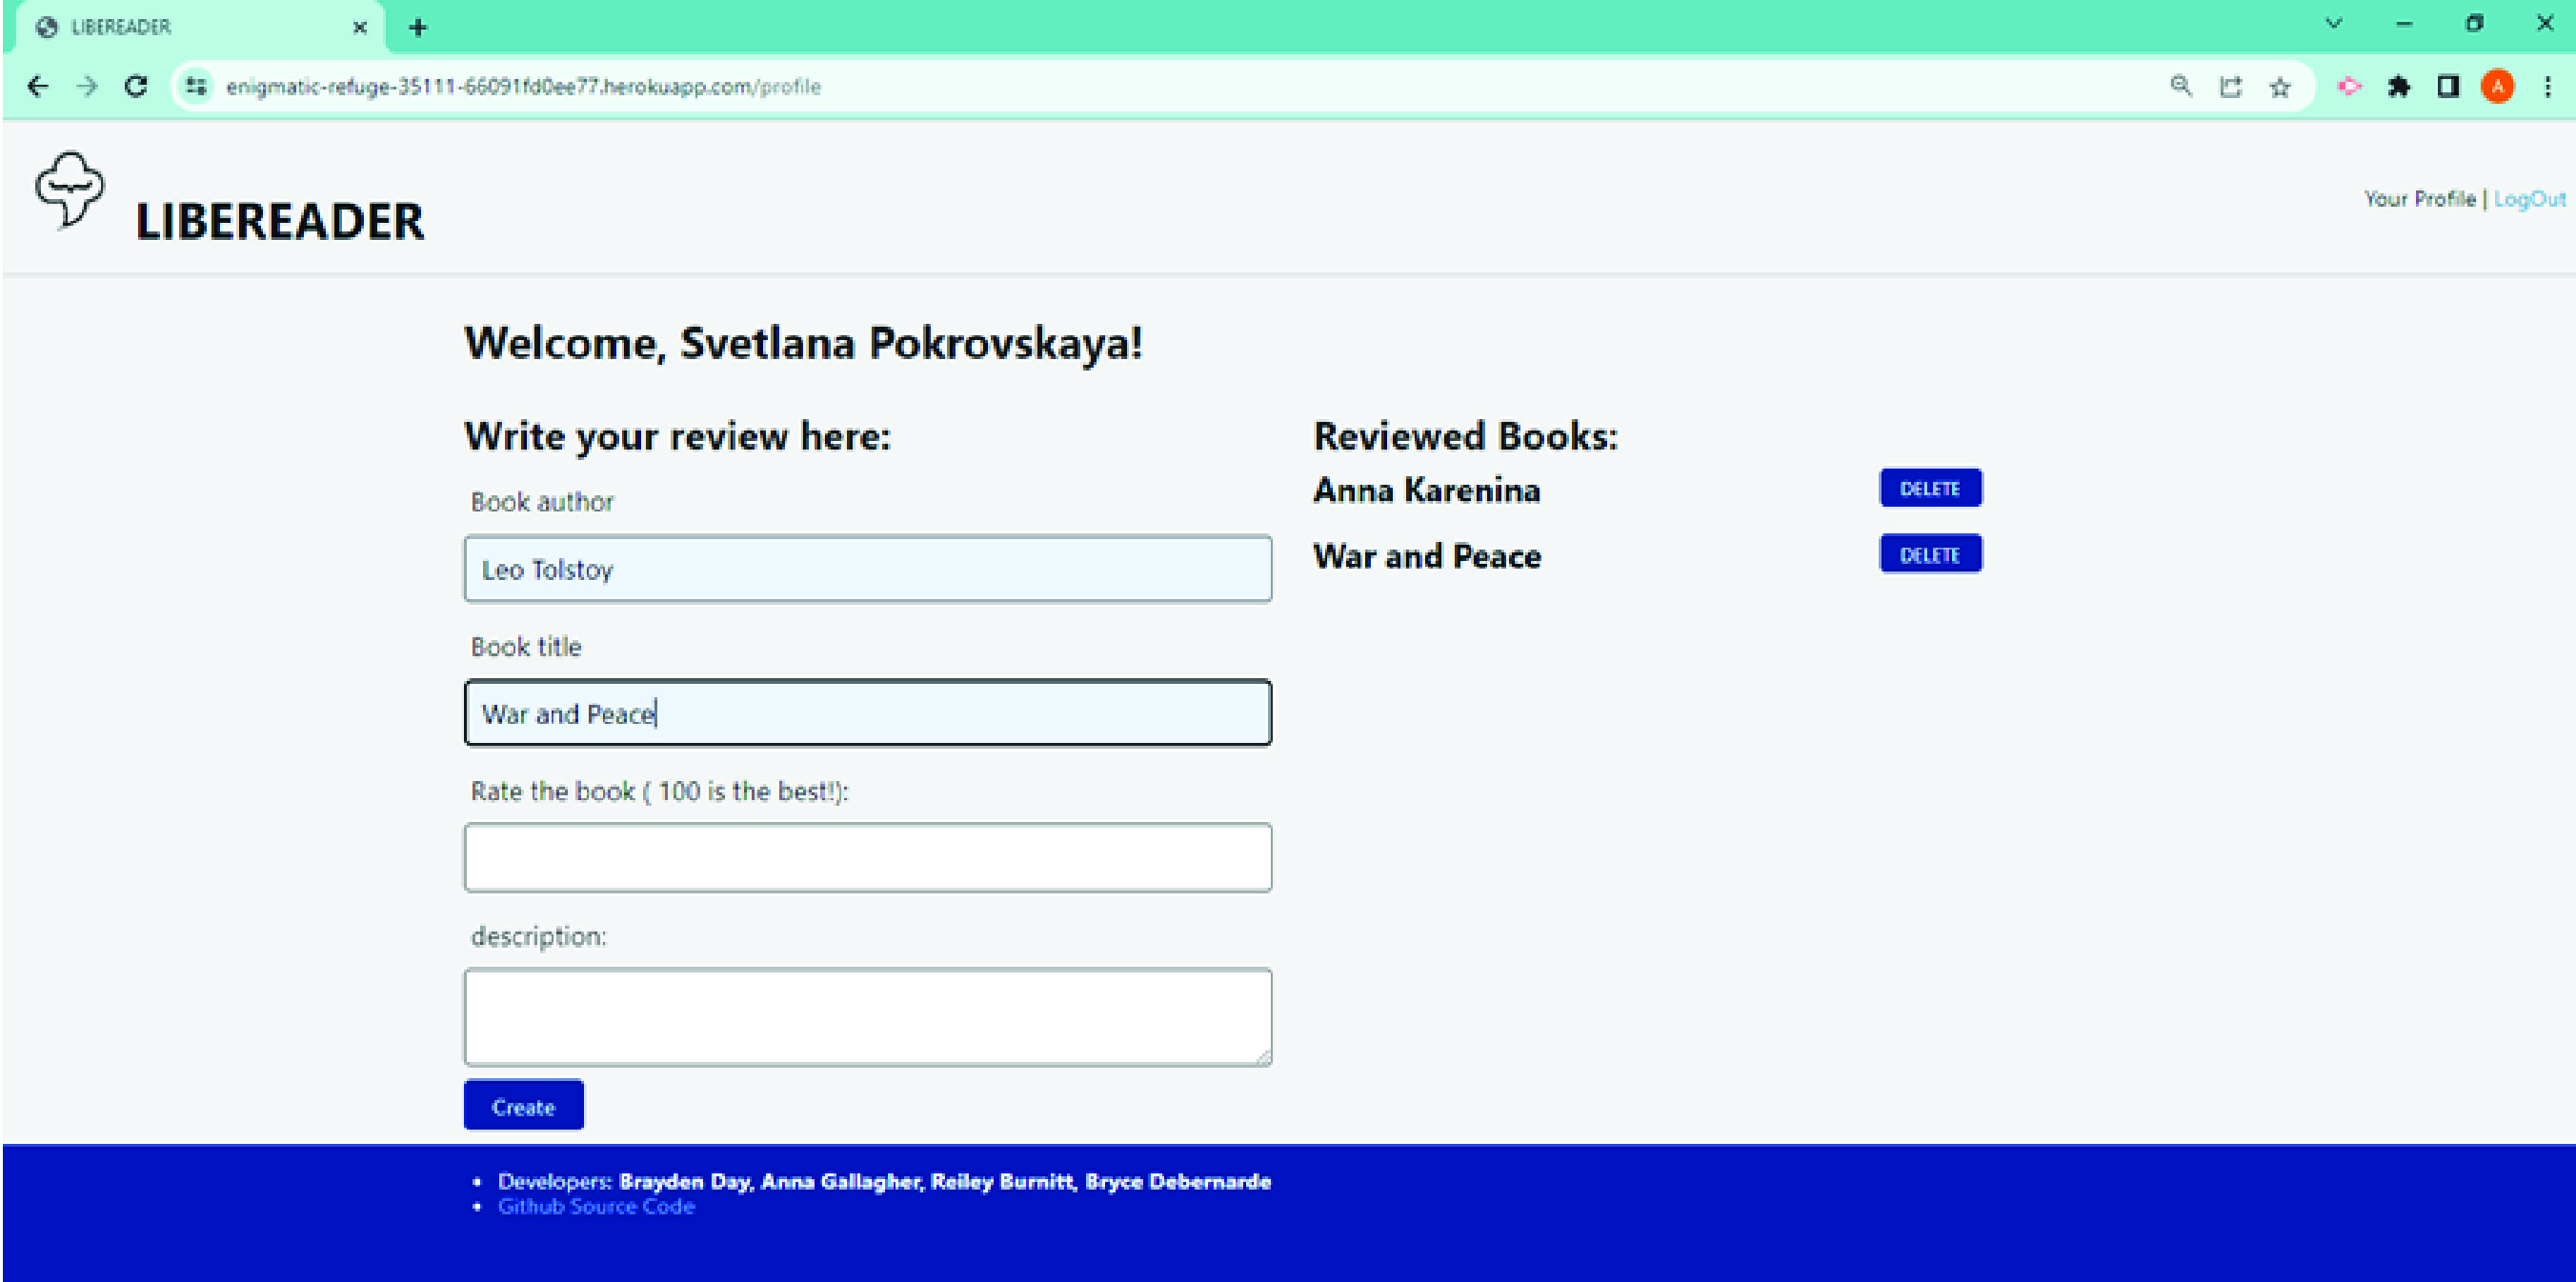 LIBEREADER
enigmatic-refuge-35111-66091fd0ee77.herokuapp.com/profile
A
LIBEREADER
Your Profile | LogOut
Welcome, Svetlana Pokrovskaya!
Write your review here:
Book author
Leo Tolstoy
Book title
War and Peace
Rate the book ( 100 is the best!):
description:
Create
Reviewed Books:
Anna Karenina DELETE
War and Peace DELETE
• Developers: Brayden Day, Anna Gallagher, Reiley Burnitt, Bryce Debernarde
• Github Source Code